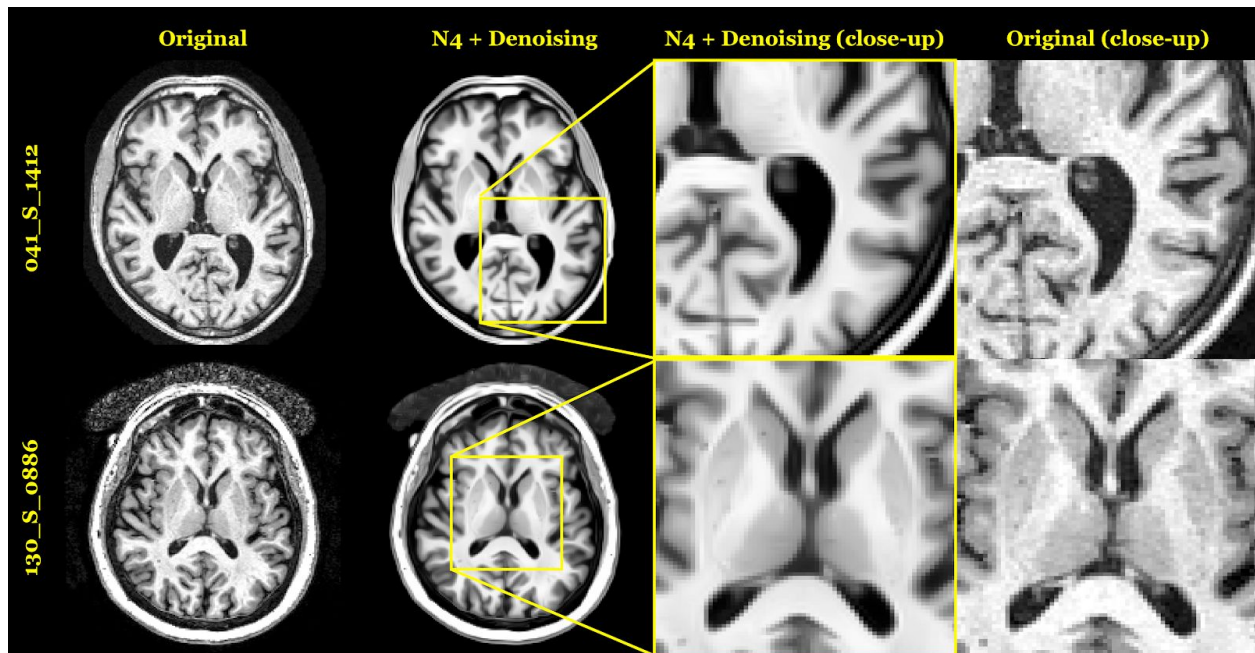 Original
N4 + Denoising
N4 + Denoising (close-up)
Original (close-up)
041_S_1412
130_S_0886